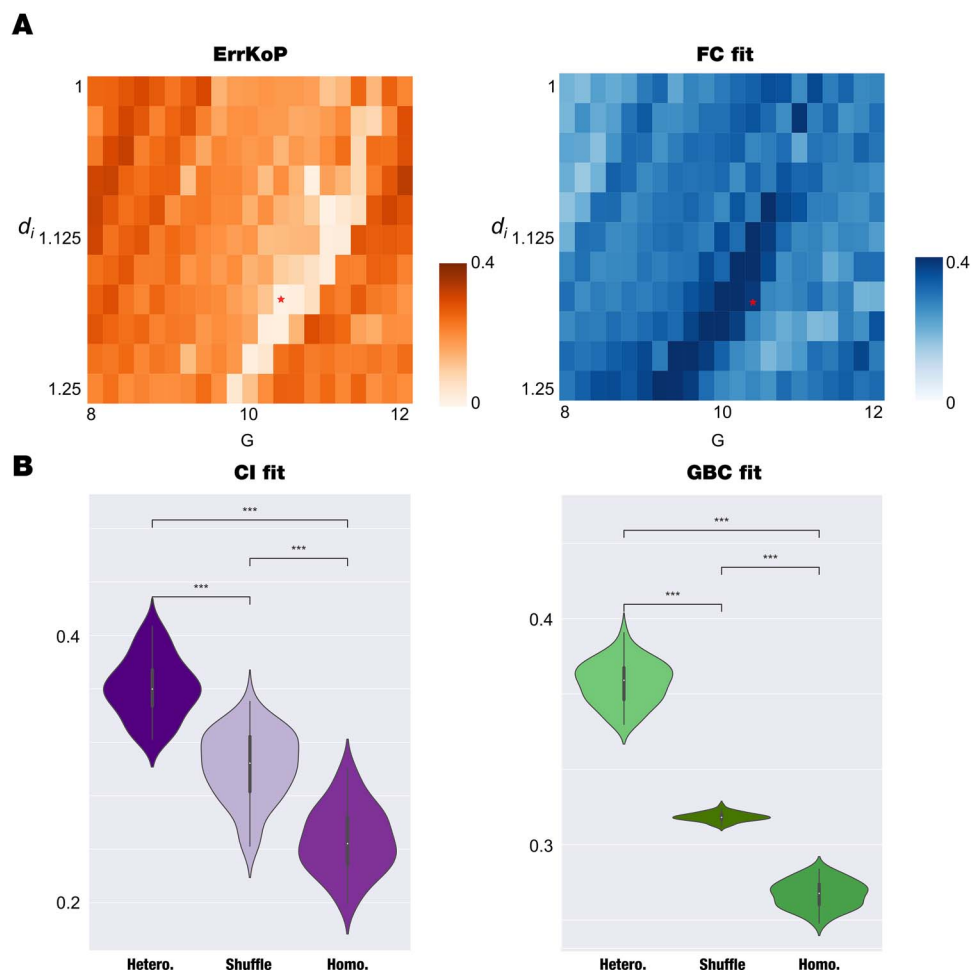 A
ErrKoP
FC fit
1
1
d_i
1.125
d_i
1.125
0.4
0.4
1.25
0
1.25
0
8
10
12
8
10
12
G
G
B
CI fit
GBC fit
***
***
***
***
***
***
0.4
0.4
0.3
0.2
Hetero.
Shuffle
Homo.
Hetero.
Shuffle
Homo.